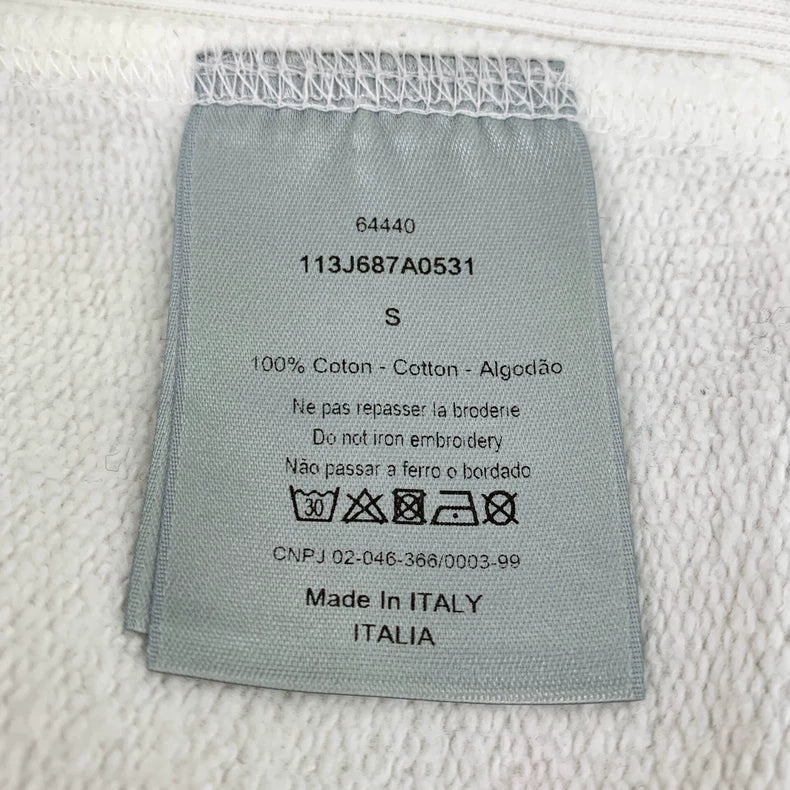 64440
113J687A0531
S
100% Coton - Cotton - Algodão
Ne pas repasser la broderie
Do not iron embroidery
Não passar a ferro o bordado
30
CNPJ 02-046-366/0003-99
Made In ITALY
ITALIA